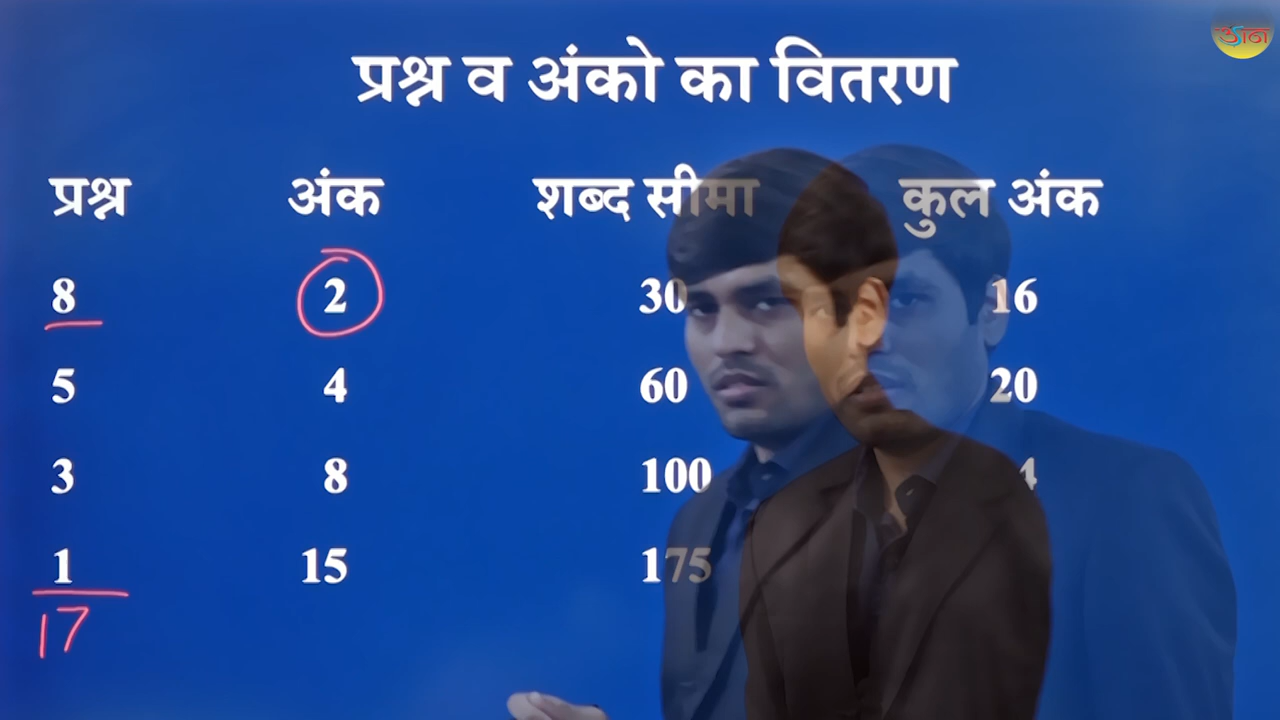 ज्ञान
प्रश्न व अंको का वितरण
प्रश्न अंक शब्द सीमा कुल अंक
8 2 30 16
5 4 60 20
3 8 100 4
1 15 175
17